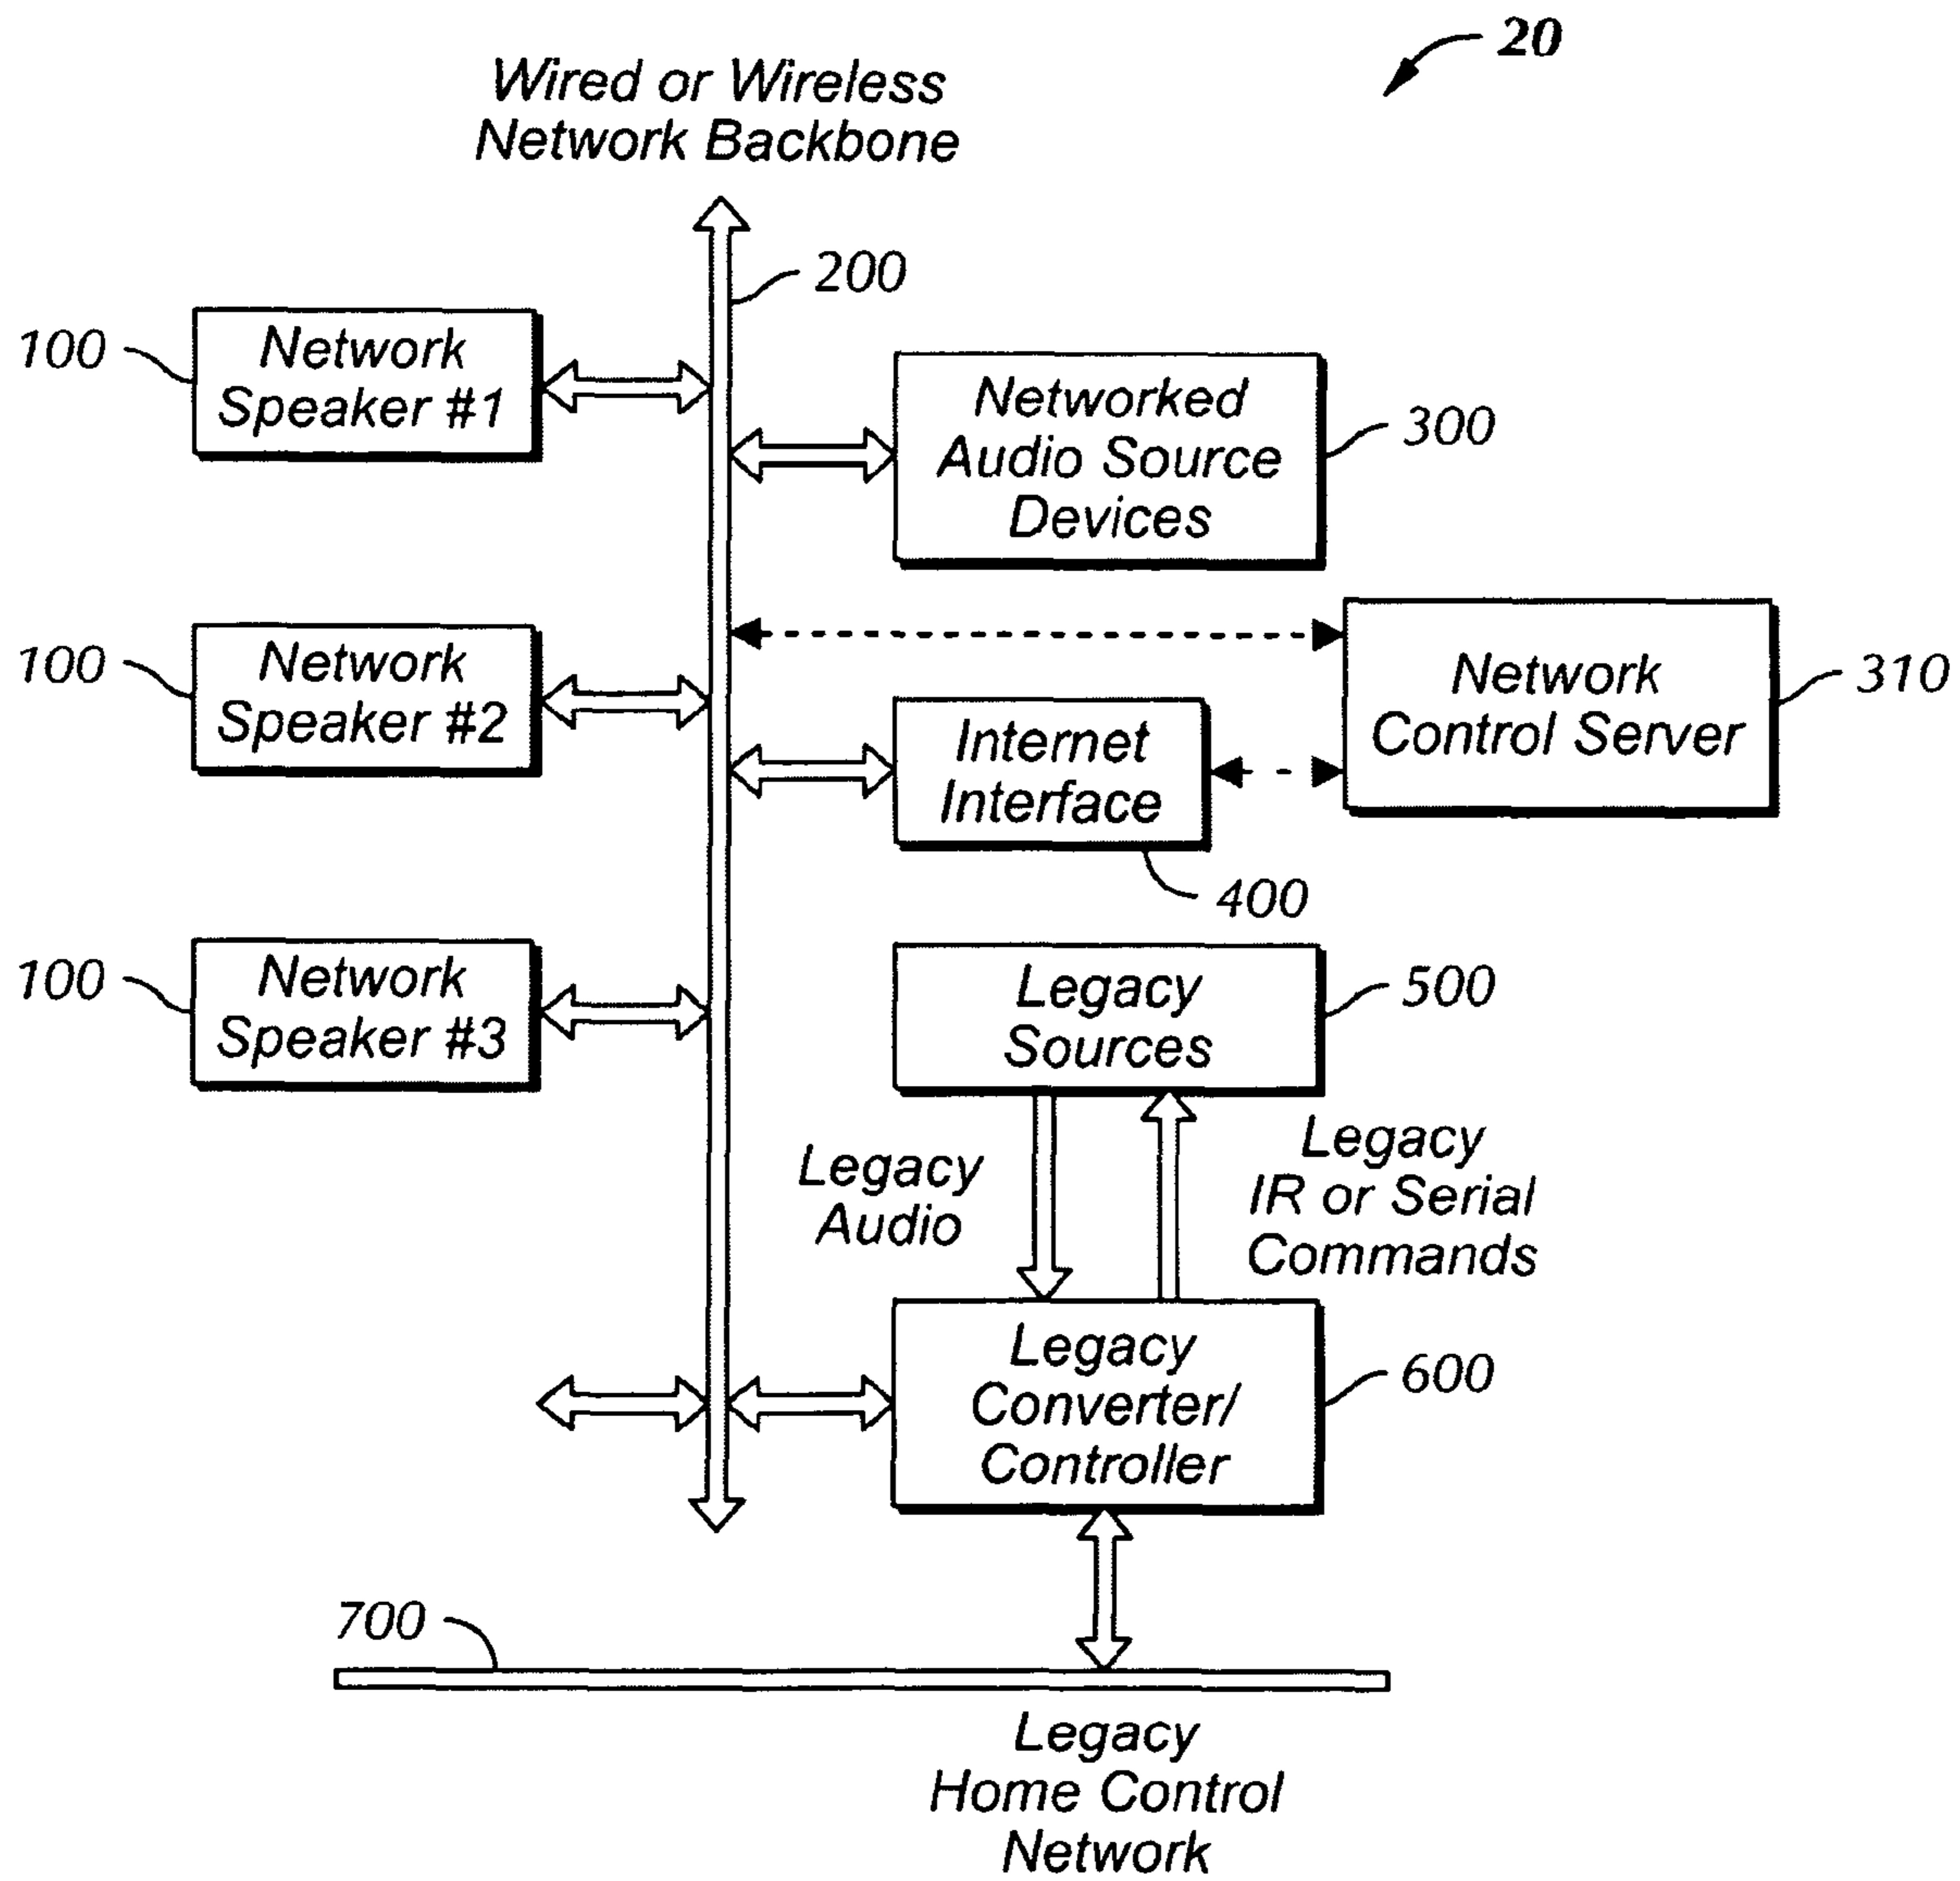 20
Wired or Wireless
Network Backbone
200
100
Network
Speaker #1
Networked
Audio Source
Devices
300
100
Network
Speaker #2
Network
Control Server
310
Internet
Interface
400
100
Network
Speaker #3
Legacy
Sources
500
Legacy
Audio
Legacy
IR or Serial
Commands
Legacy
Converter/
Controller
600
700
Legacy
Home Control
Network